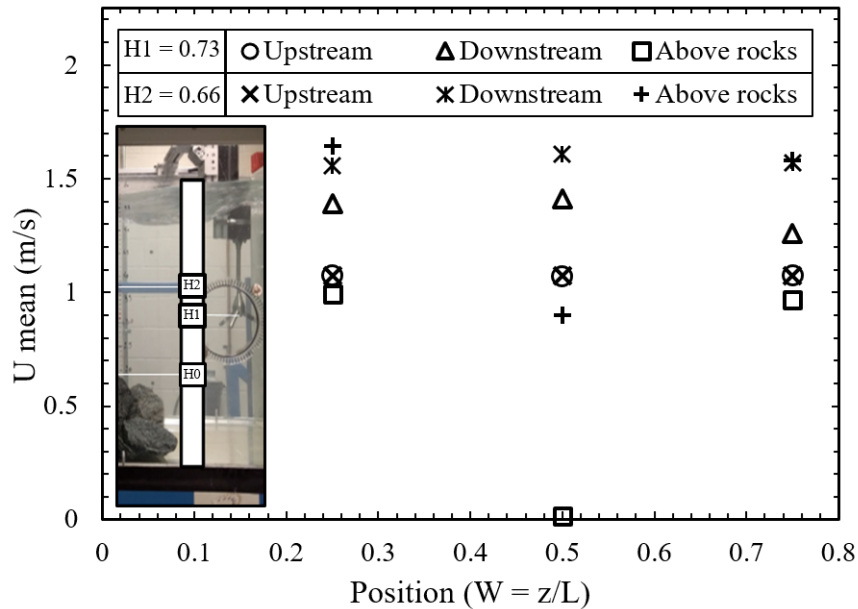 H1 = 0.73 Upstream Downstream Above rocks
H2 = 0.66 Upstream Downstream Above rocks
H2
H1
H0
U mean (m/s)
2
1.5
1
0.5
0
0 0.1 0.2 0.3 0.4 0.5 0.6 0.7 0.8
Position (W = z/L)